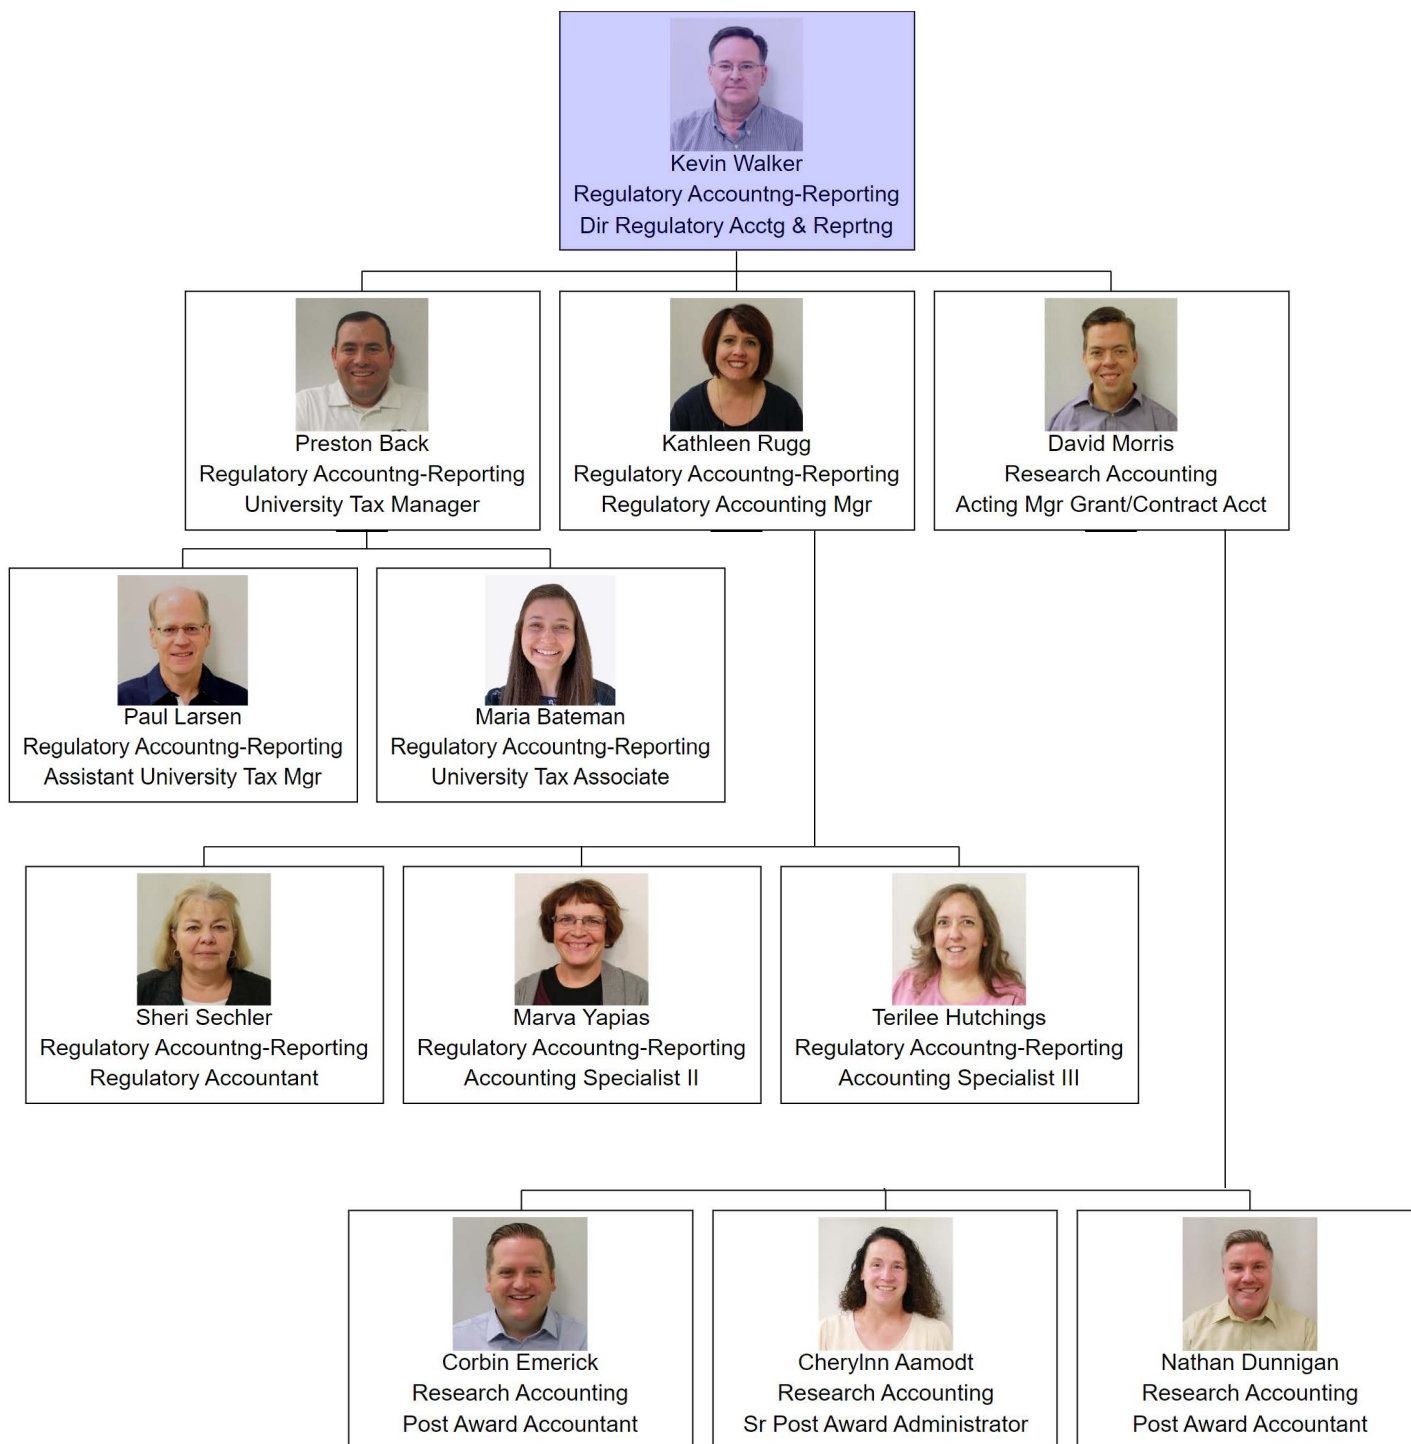 Kevin Walker
Regulatory Accountng-Reporting
Dir Regulatory Acctg & Reprtng
Preston Back
Regulatory Accountng-Reporting
University Tax Manager
Kathleen Rugg
Regulatory Accountng-Reporting
Regulatory Accounting Mgr
David Morris
Research Accounting
Acting Mgr Grant/Contract Acct
Paul Larsen
Regulatory Accountng-Reporting
Assistant University Tax Mgr
Maria Bateman
Regulatory Accountng-Reporting
University Tax Associate
Sheri Sechler
Regulatory Accountng-Reporting
Regulatory Accountant
Marva Yapias
Regulatory Accountng-Reporting
Accounting Specialist II
Terilee Hutchings
Regulatory Accountng-Reporting
Accounting Specialist III
Corbin Emerick
Research Accounting
Post Award Accountant
Cherylnn Aamodt
Research Accounting
Sr Post Award Administrator
Nathan Dunnigan
Research Accounting
Post Award Accountant